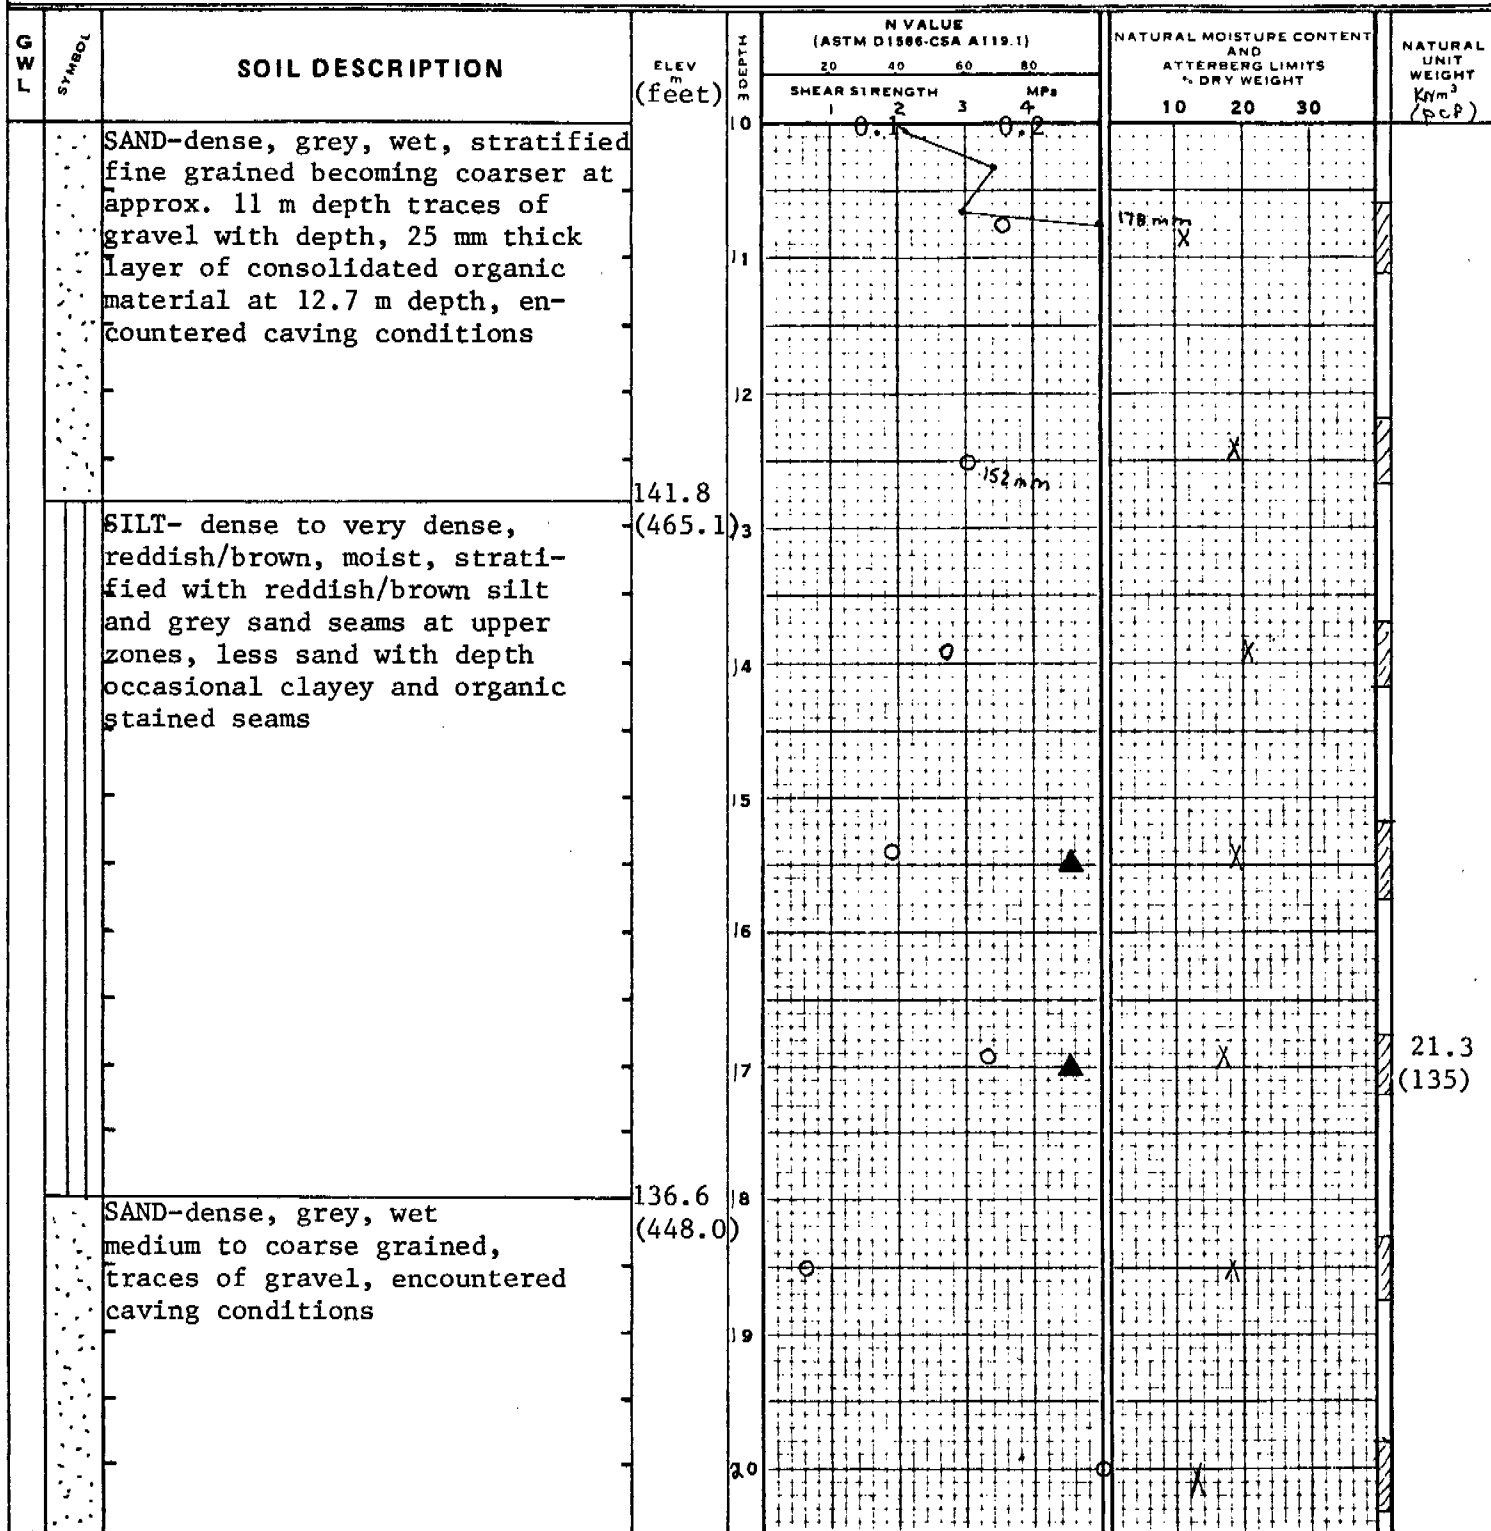 G
W
L
SYMBOL
SOIL DESCRIPTION
ELEV
m
(feet)
DEPTH
m
N VALUE
(ASTM D1586-CSA A119.1)
20 40 60 80
SHEAR STRENGTH MPa
1 2 3 4
0.1 0.2
NATURAL MOISTURE CONTENT
AND
ATTERBERG LIMITS
% DRY WEIGHT
10 20 30
NATURAL
UNIT
WEIGHT
KN/m³
(pcf)
10
SAND-dense, grey, wet, stratified
fine grained becoming coarser at
approx. 11 m depth traces of
gravel with depth, 25 mm thick
layer of consolidated organic
material at 12.7 m depth, en-
countered caving conditions
178 mm
11
12
152 mm
141.8
(465.1)
13
SILT- dense to very dense,
reddish/brown, moist, strati-
fied with reddish/brown silt
and grey sand seams at upper
zones, less sand with depth
occasional clayey and organic
stained seams
14
15
16
17
21.3
(135)
136.6
(448.0)
18
SAND-dense, grey, wet
medium to coarse grained,
traces of gravel, encountered
caving conditions
19
20